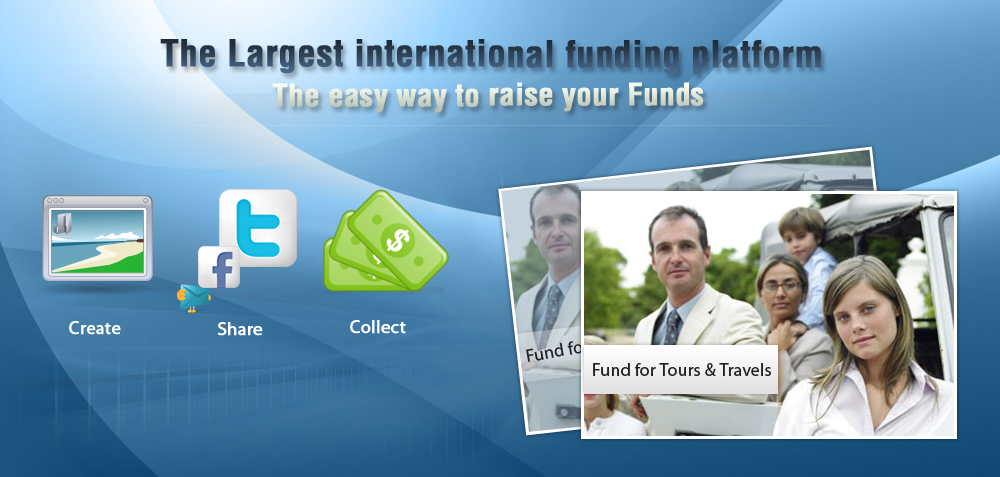 The Largest international funding platform
The easy way to raise your Funds
Create
Share
Collect
Fund fo
Fund for Tours & Travels